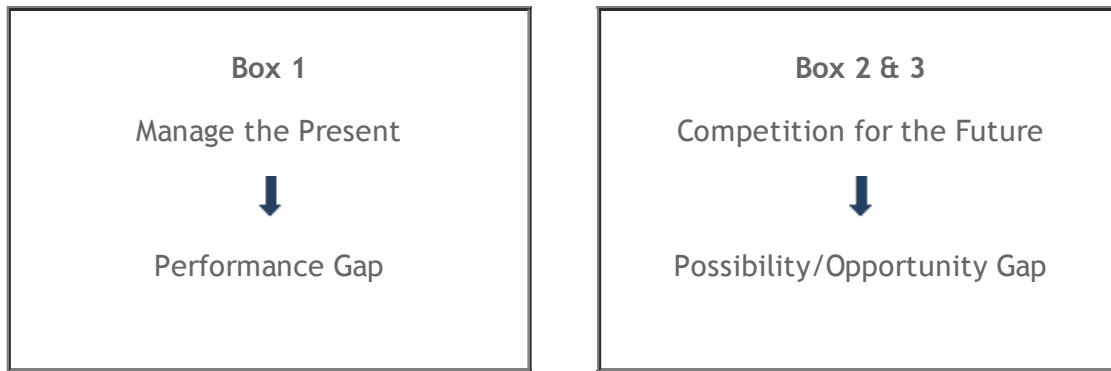 Box 1
Manage the Present
Performance Gap
Box 2 & 3
Competition for the Future
Possibility/Opportunity Gap